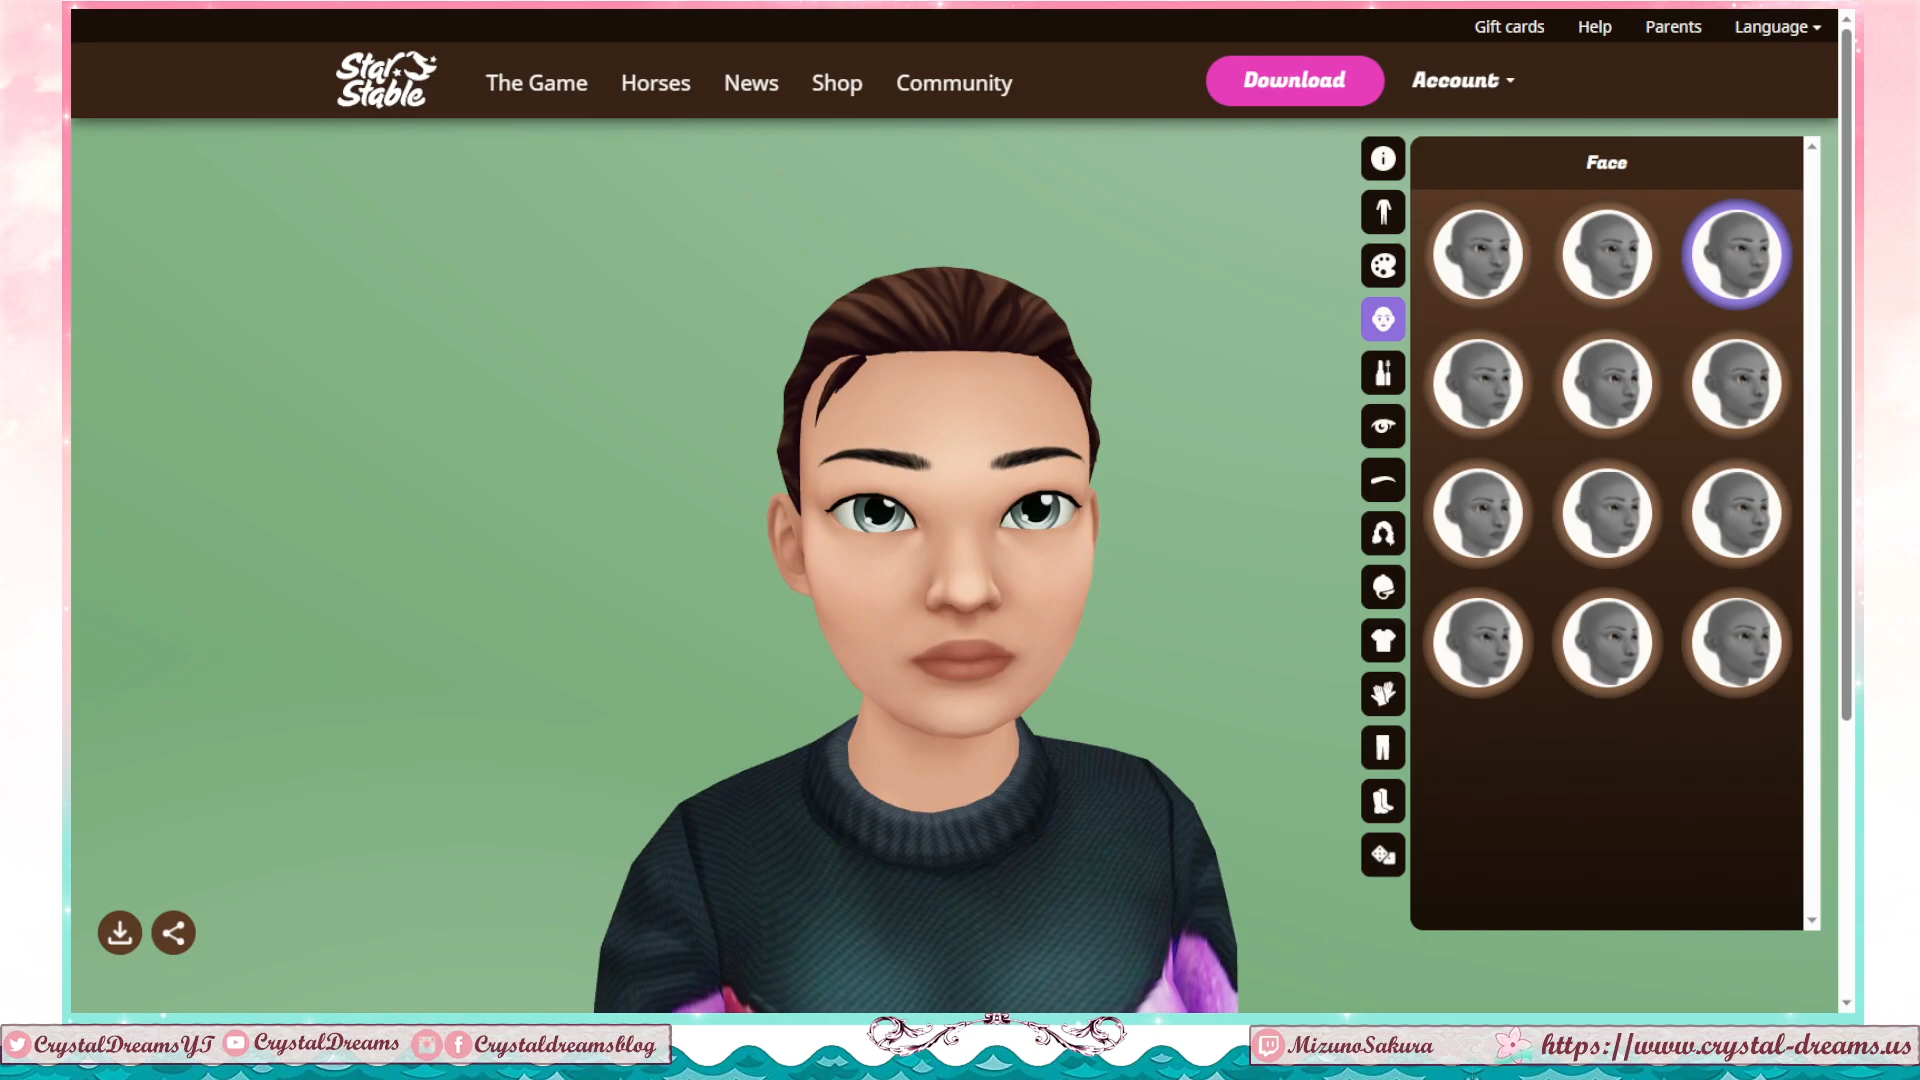 Gift cards Help Parents Language
Star Stable
The Game Horses News Shop Community
Download Account
Face
CrystalDreamsYT CrystalDreams Crystaldreamsblog
MizunoSakura https://www.crystal-dreams.us